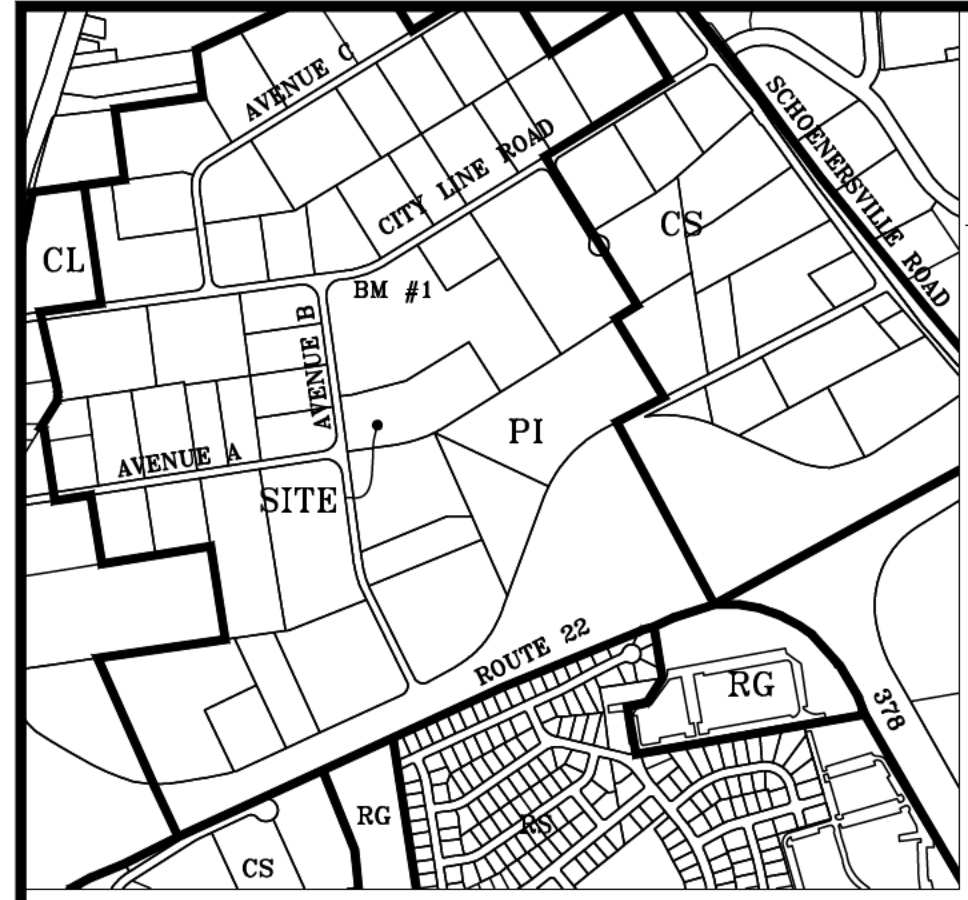 AVENUE C
CITY LINE ROAD
SCHOENERSVILLE ROAD
CS
CL
BM #1
AVENUE B
PI
AVENUE A
SITE
ROUTE 22
RG
378
RG
RS
CS